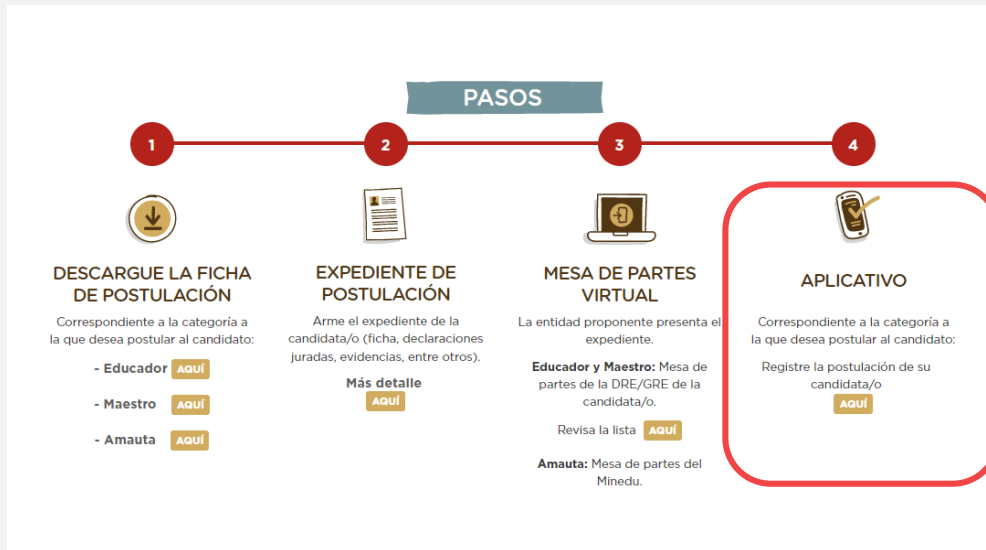 PASOS
1
2
3
4
DESCARGUE LA FICHA
DE POSTULACIÓN
Correspondiente a la categoría a
la que desea postular al candidato:
- Educador AQUÍ
- Maestro AQUÍ
- Amauta AQUÍ
EXPEDIENTE DE
POSTULACIÓN
Arme el expediente de la
candidata/o (ficha, declaraciones
juradas, evidencias, entre otros).
Más detalle
AQUÍ
MESA DE PARTES
VIRTUAL
La entidad proponente presenta el
expediente.
Educador y Maestro: Mesa de
partes de la DRE/GRE de la
candidata/o.
Revisa la lista AQUÍ
Amauta: Mesa de partes del
Minedu.
APLICATIVO
Correspondiente a la categoría a
la que desea postular al candidato:
Registre la postulación de su
candidata/o
AQUÍ